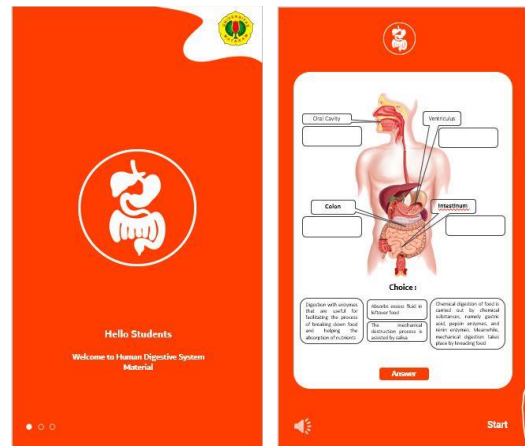 UNIVERSITAS
MATARAM
Hello Students
Welcome to Human Digestive System
Material
Oral Cavity
Ventriculus
Colon
Intestinum
Choice :
Digestion with enzymes
that are useful for
facilitating the process
of breaking down food
and helping the
absorption of nutrients
Absorbs excess fluid in
leftover food
The mechanical
destruction process is
assisted by saliva
Chemical digestion of food is
carried out by chemical
substances, namely gastric
acid, pepsin enzymes, and
renin enzymes. Meanwhile,
mechanical digestion takes
place by kneading food
Answer
Start